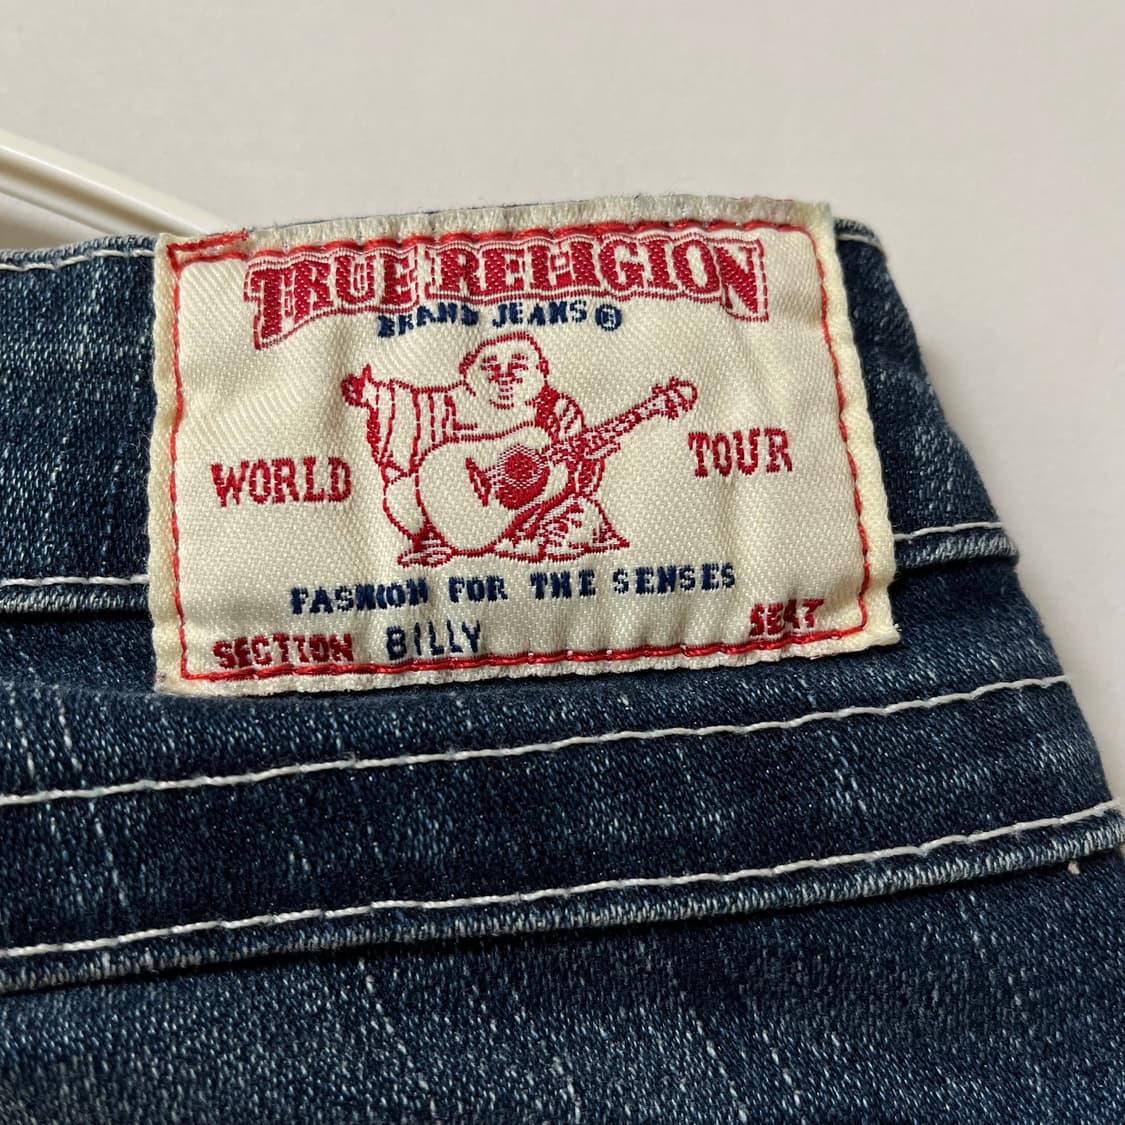 TRUE RELIGION
BRAND JEANS®
WORLD TOUR
FASHION FOR THE SENSES
SECTION BILLY SEAT